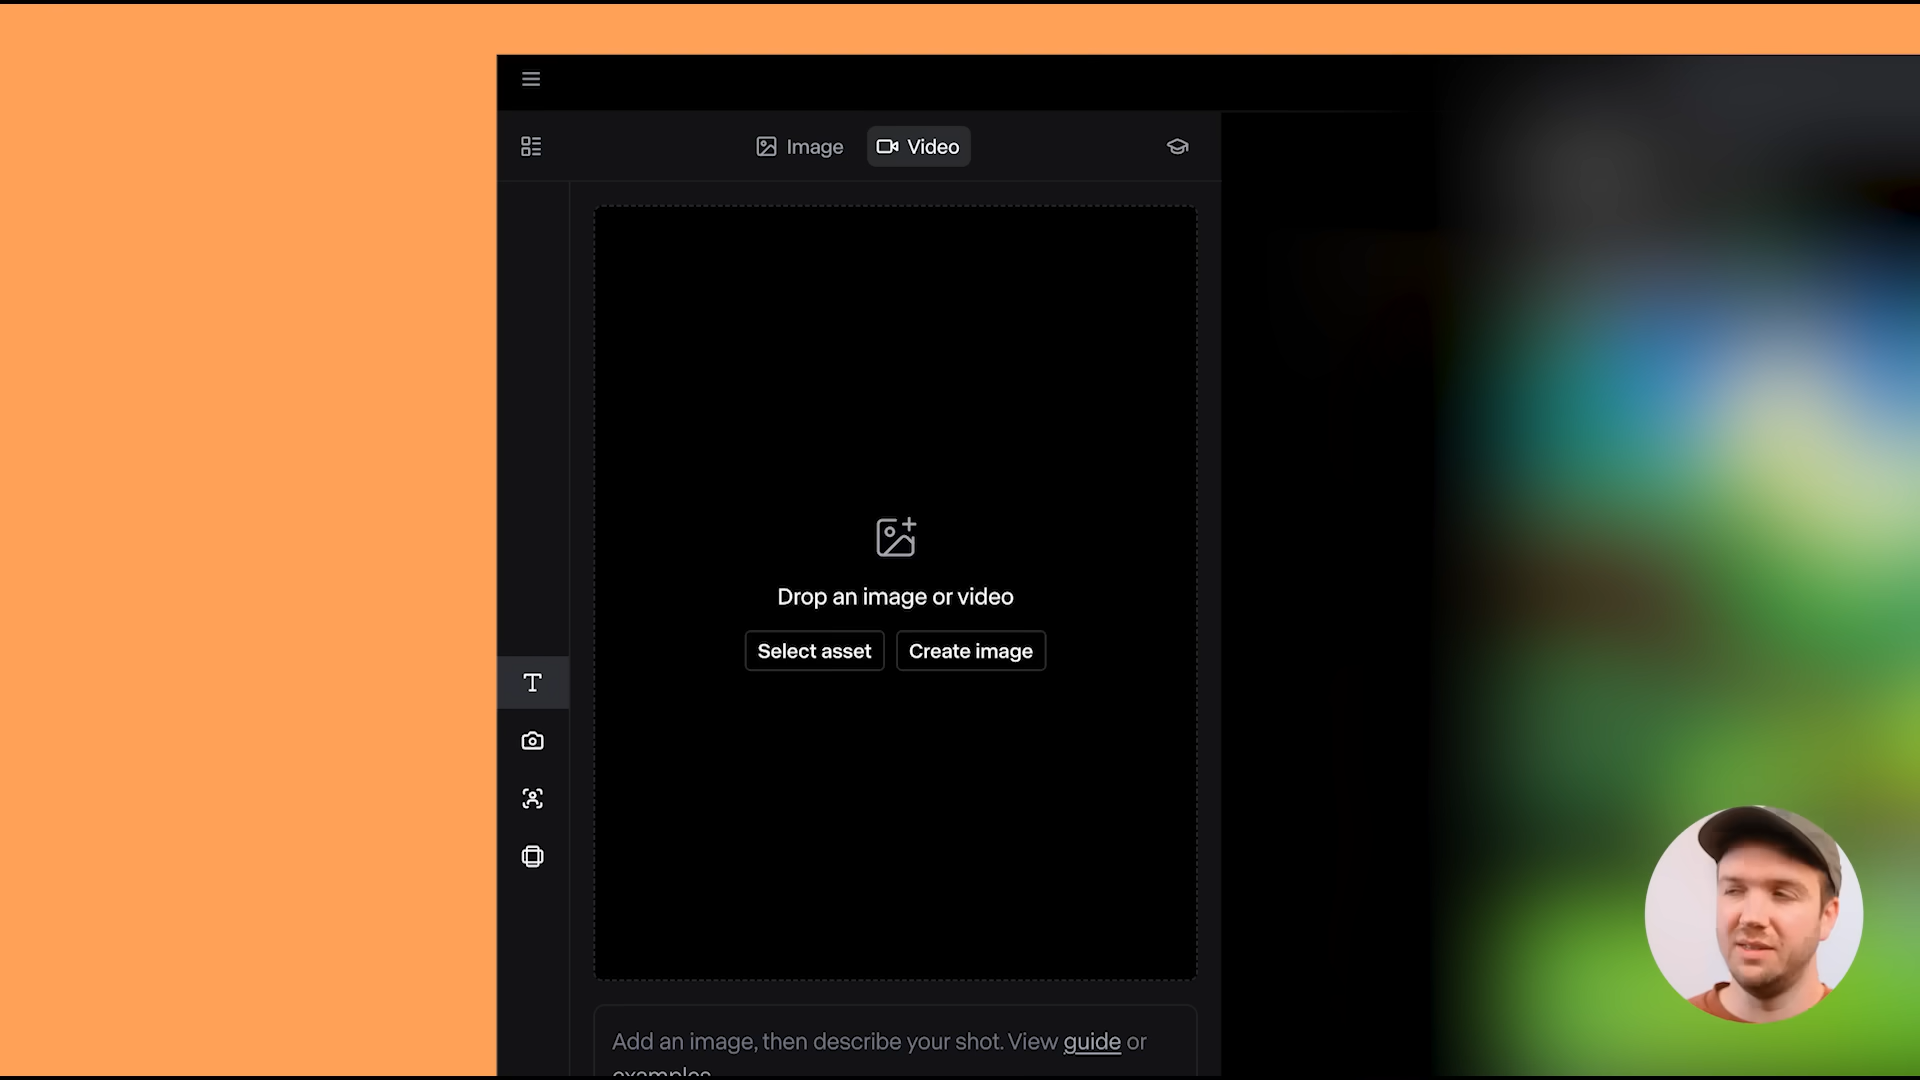 Image
Video
Drop an image or video
Select asset
Create image
Add an image, then describe your shot. View guide or
examples.